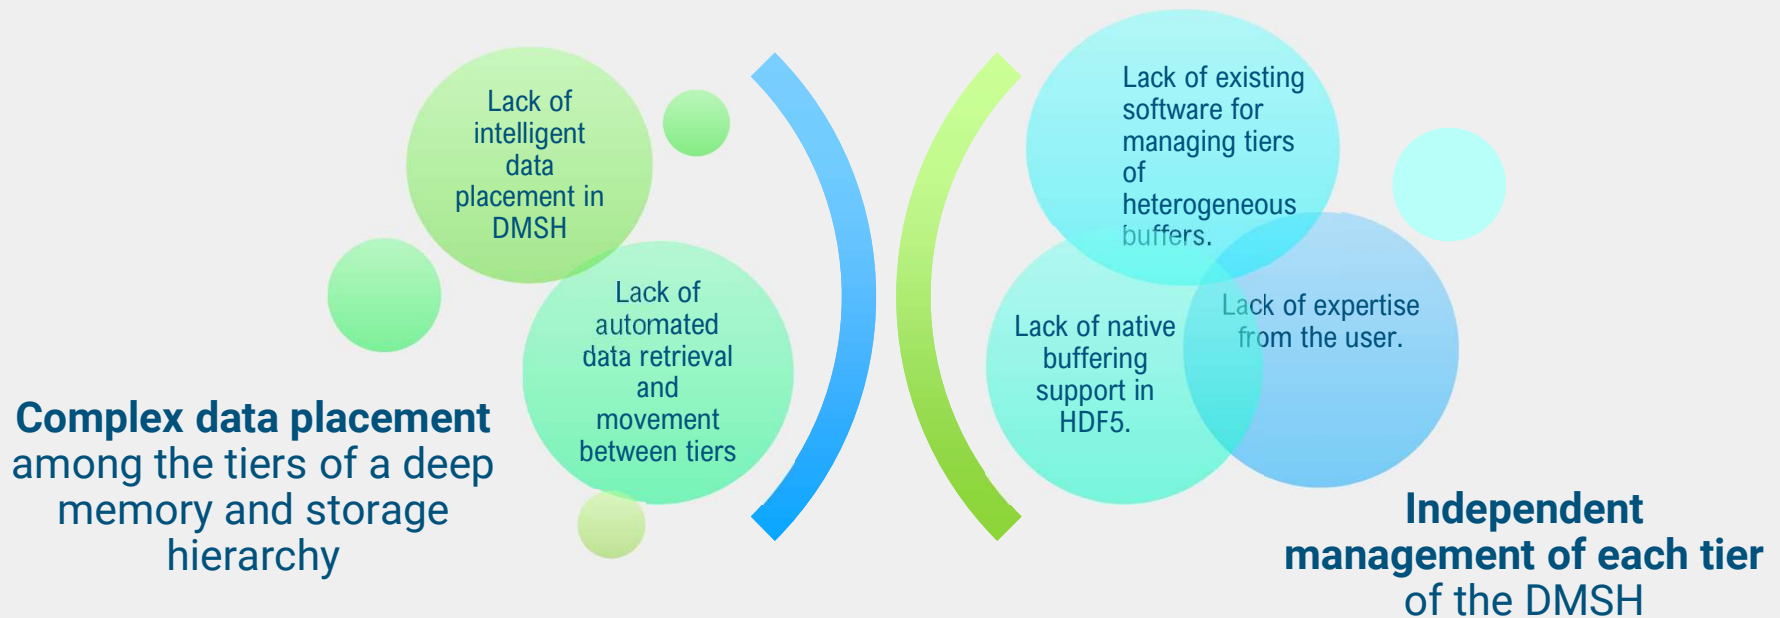 Lack of
intelligent
data
placement in
DMSH
Lack of
automated
data retrieval
and
movement
between tiers
Complex data placement
among the tiers of a deep
memory and storage
hierarchy
Lack of existing
software for
managing tiers
of
heterogeneous
buffers.
Lack of native
buffering
support in
HDF5.
Lack of expertise
from the user.
Independent
management of each tier
of the DMSH